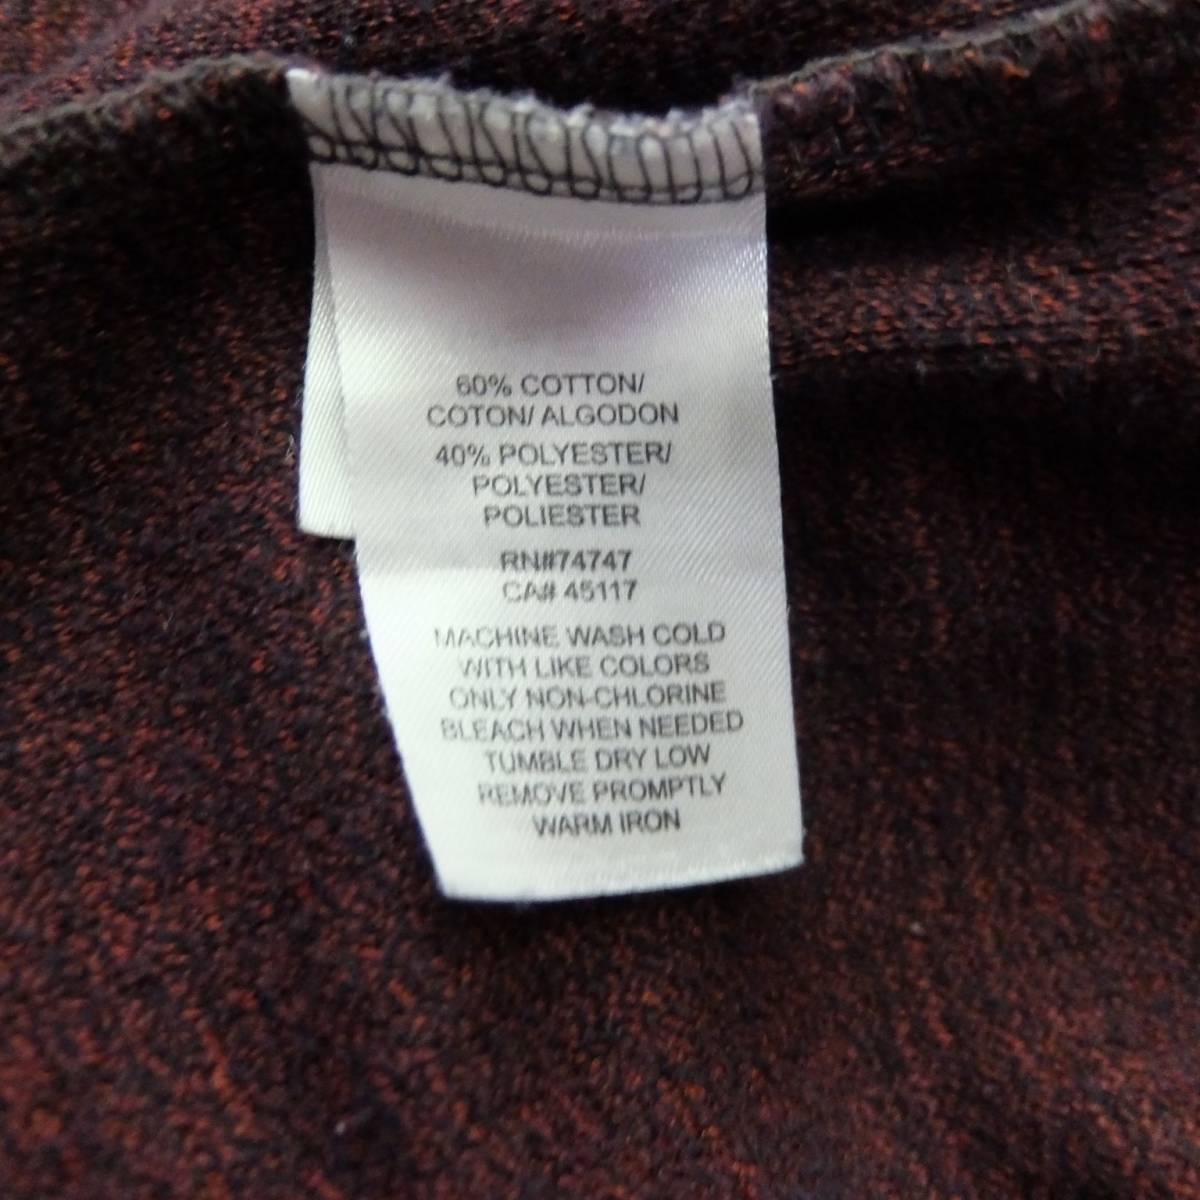 60% COTTON/
COTON/ ALGODON
40% POLYESTER/
POLYESTER/
POLIESTER
RN#74747
CA# 45117
MACHINE WASH COLD
WITH LIKE COLORS
ONLY NON-CHLORINE
BLEACH WHEN NEEDED
TUMBLE DRY LOW
REMOVE PROMPTLY
WARM IRON